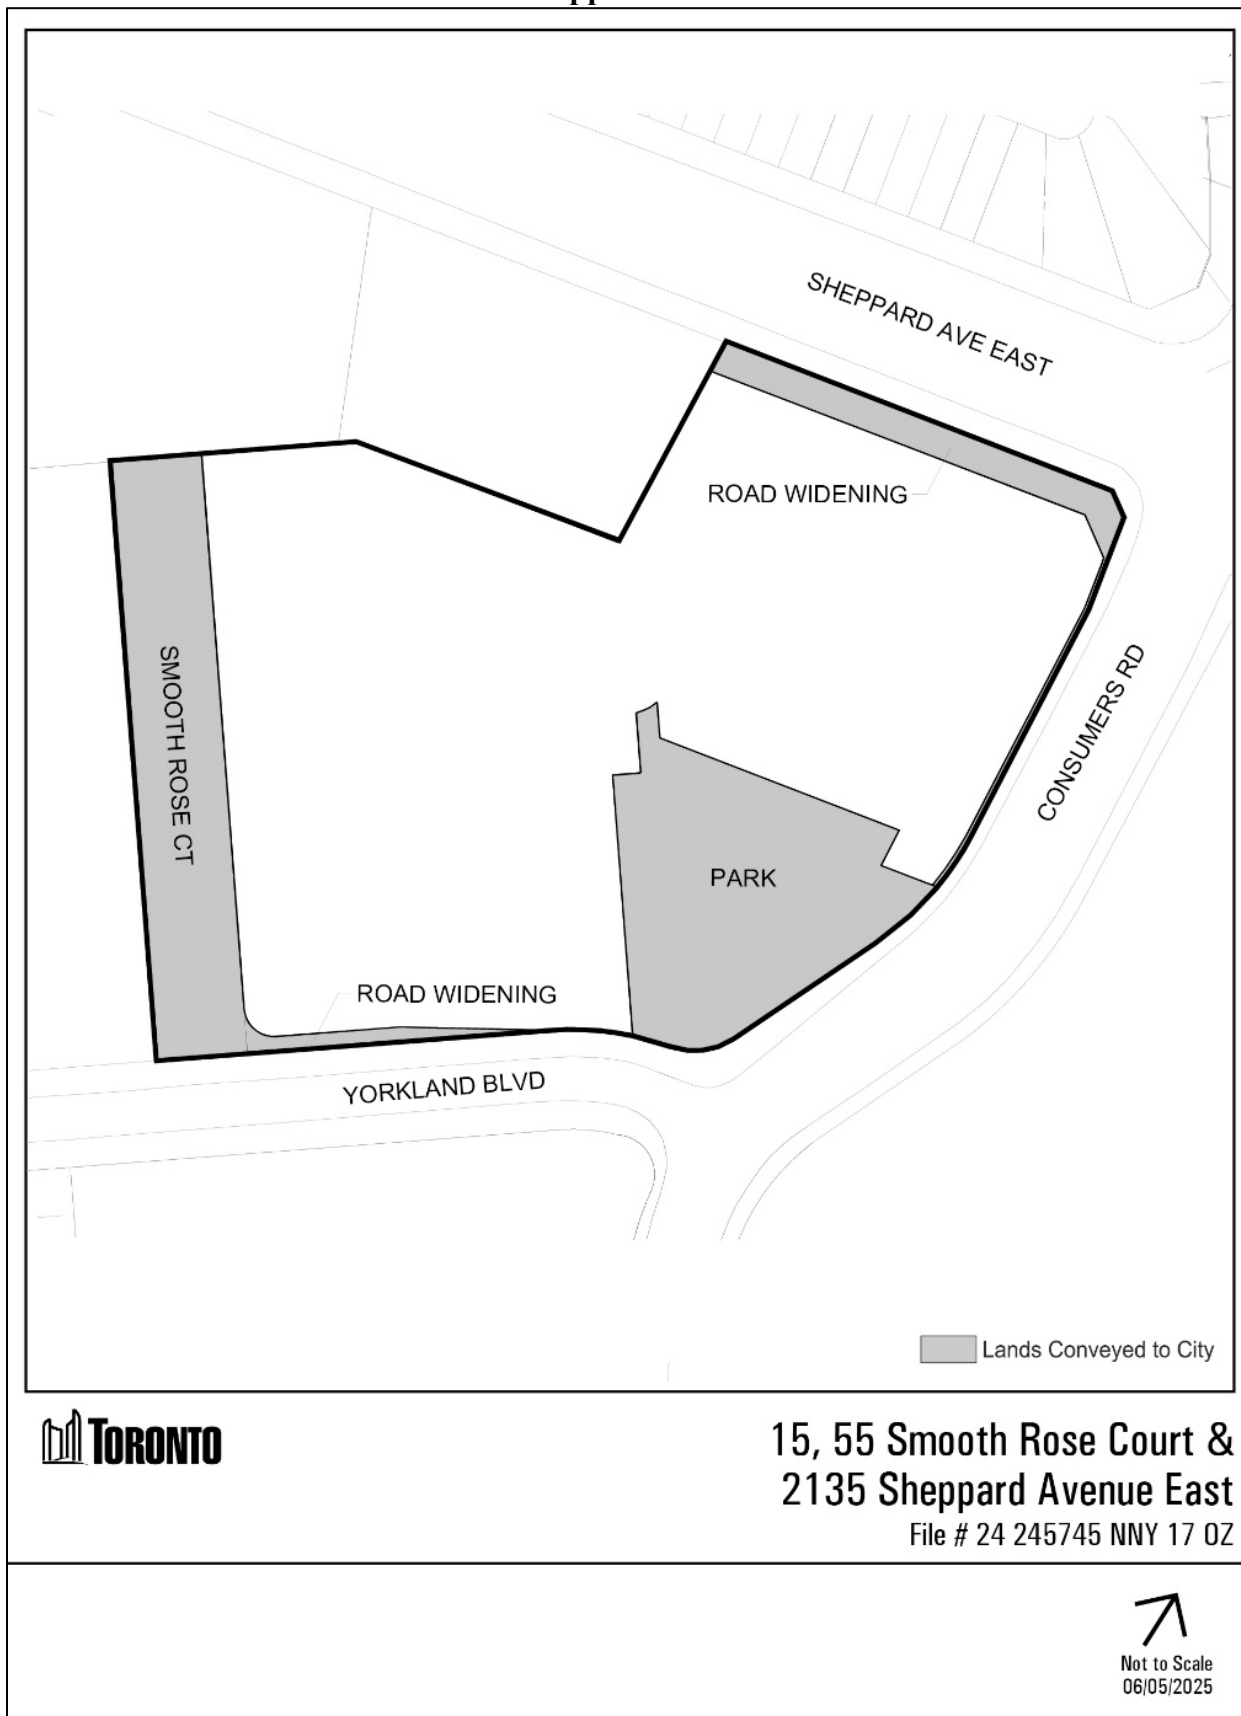 SHEPPARD AVE EAST
ROAD WIDENING
SMOOTH ROSE CT
CONSUMERS RD
PARK
ROAD WIDENING
YORKLAND BLVD
Lands Conveyed to City
TORONTO
15, 55 Smooth Rose Court &
2135 Sheppard Avenue East
File # 24 245745 NNY 17 OZ
Not to Scale
06/05/2025